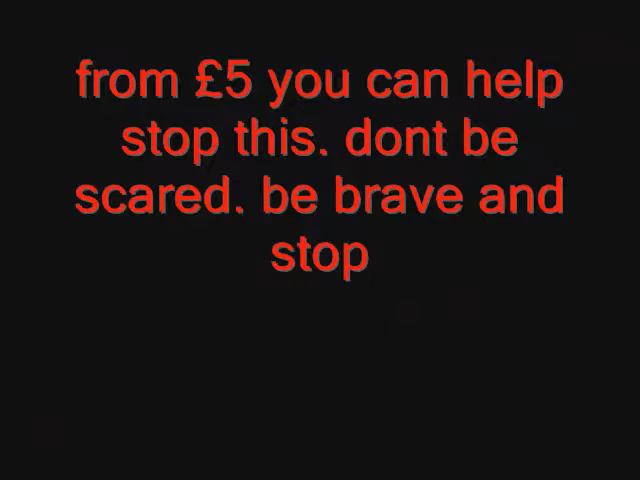 from £5 you can help
stop this. dont be
scared. be brave and
stop